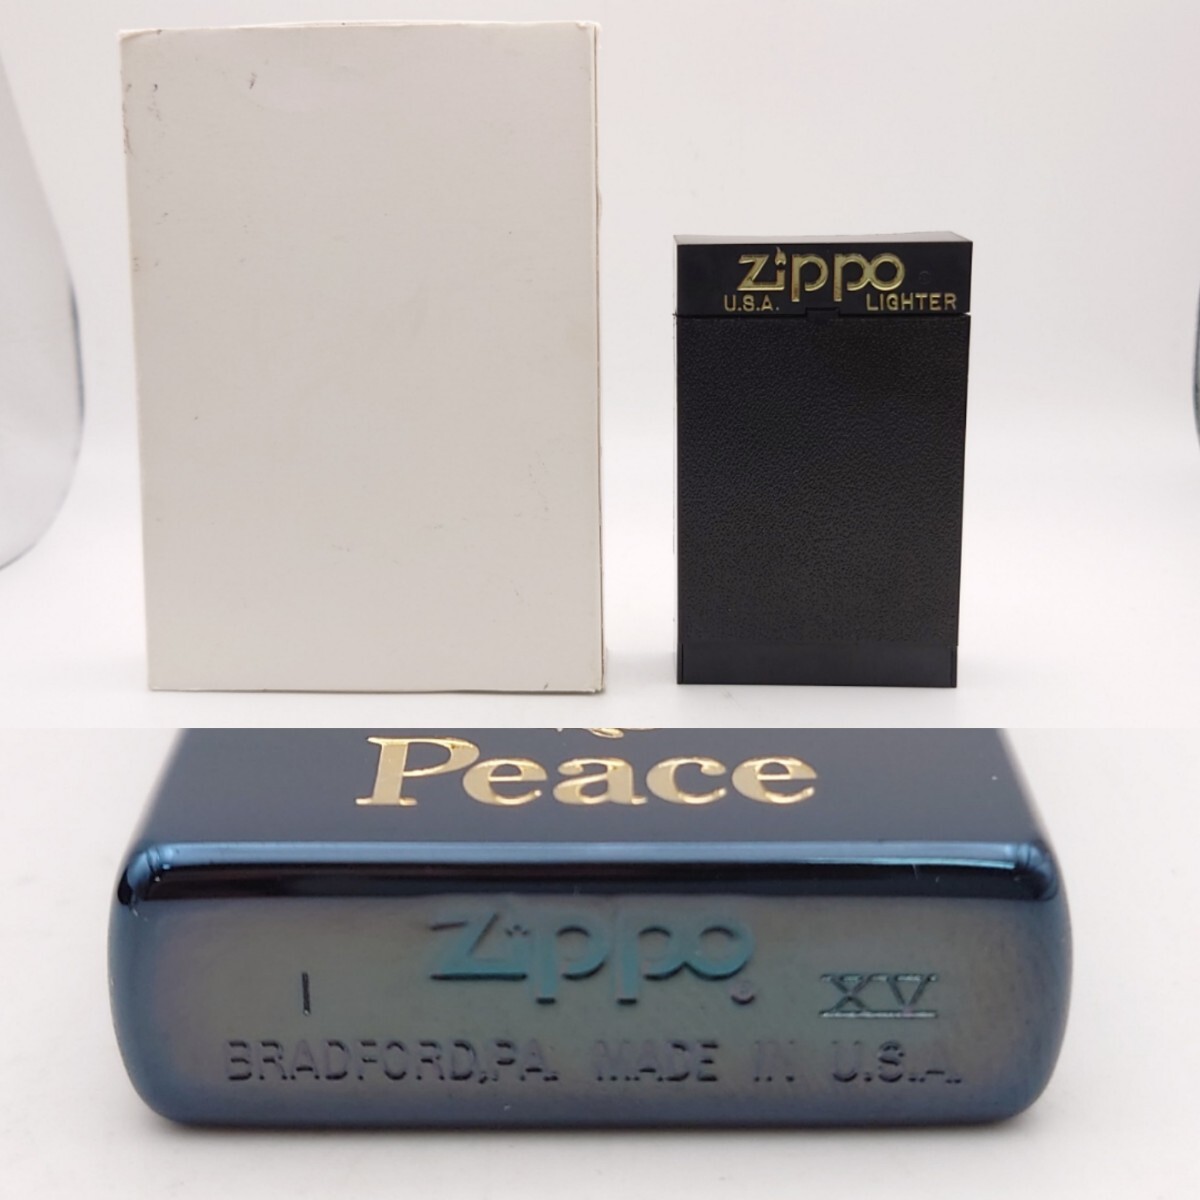 Zippo
U.S.A. LIGHTER
Peace
Zippo®
I XV
BRADFORD,PA. MADE IN U.S.A.